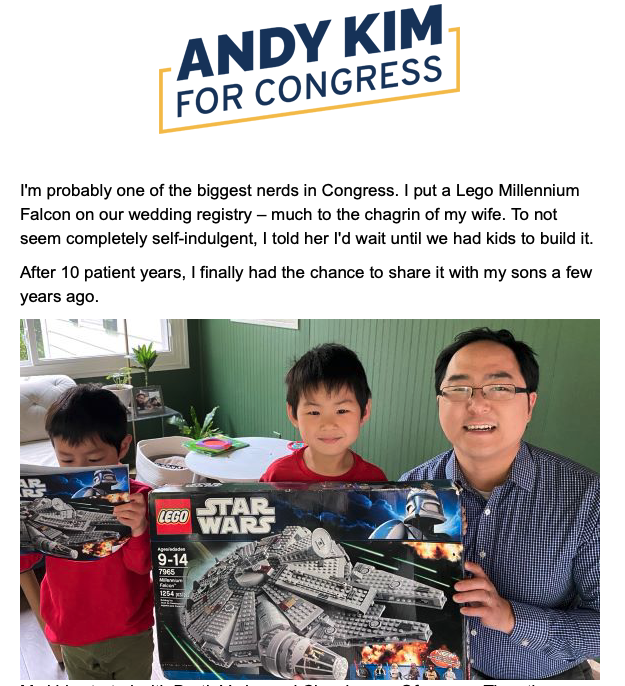 ANDY KIM
FOR CONGRESS
I'm probably one of the biggest nerds in Congress. I put a Lego Millennium
Falcon on our wedding registry – much to the chagrin of my wife. To not
seem completely self-indulgent, I told her I'd wait until we had kids to build it.
After 10 patient years, I finally had the chance to share it with my sons a few
years ago.
LEGO
STAR
WARS
Ages/edades
9-14
7965
Millennium
Falcon
1254